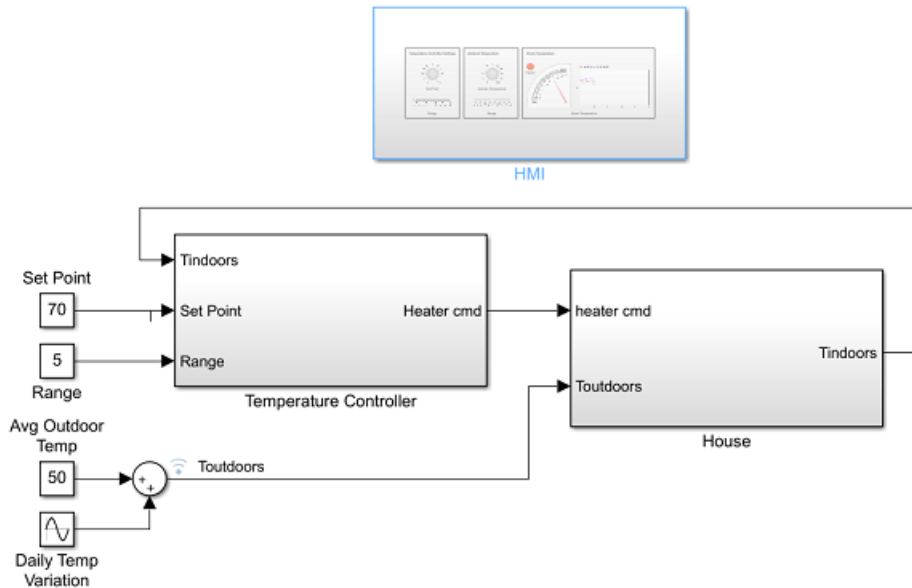 HMI
Tindoors
Set Point
70
Set Point
Heater cmd
heater cmd
5
Range
Range
Tindoors
Toutdoors
Temperature Controller
House
Avg Outdoor
Temp
50
Toutdoors
+
+
Daily Temp
Variation